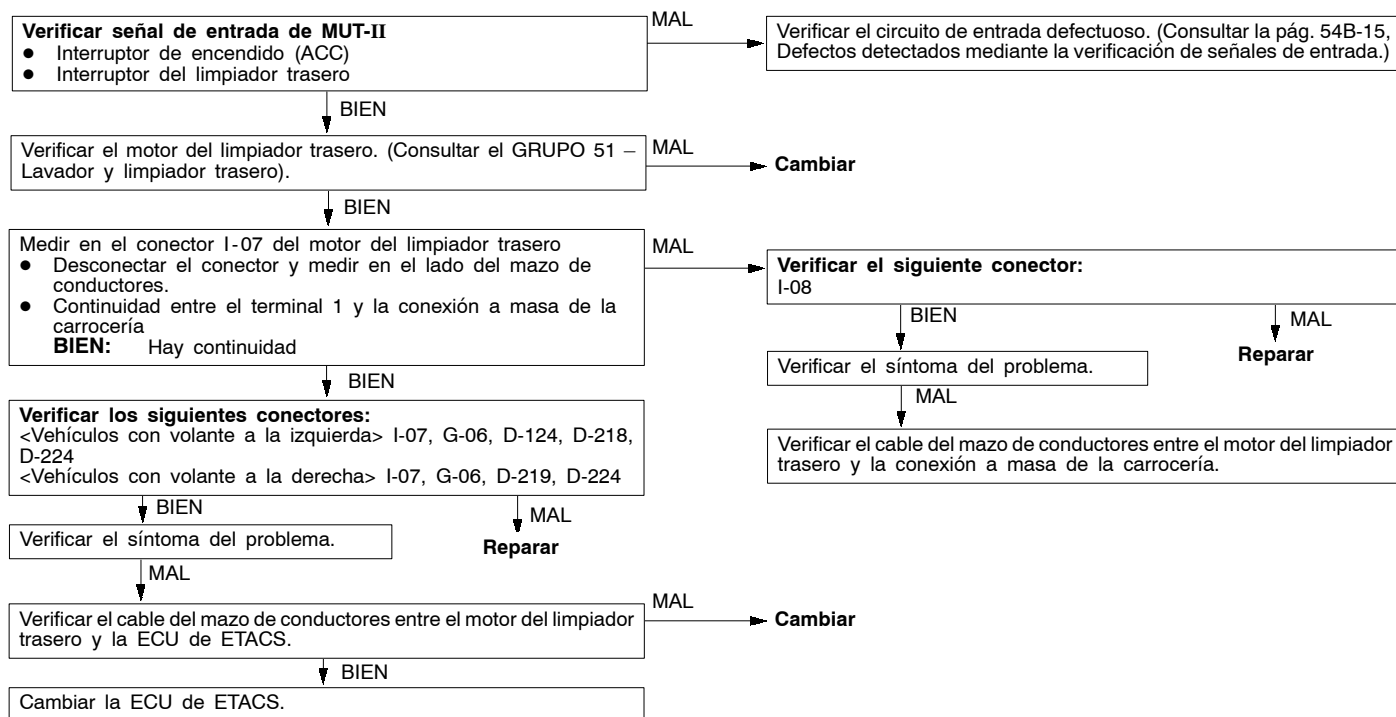 Verificar señal de entrada de MUT-II
● Interruptor de encendido (ACC)
● Interruptor del limpiador trasero
MAL
Verificar el circuito de entrada defectuoso. (Consultar la pág. 54B-15,
Defectos detectados mediante la verificación de señales de entrada.)
BIEN
Verificar el motor del limpiador trasero. (Consultar el GRUPO 51 –
Lavador y limpiador trasero).
MAL
Cambiar
BIEN
Medir en el conector I-07 del motor del limpiador trasero
● Desconectar el conector y medir en el lado del mazo de
conductores.
● Continuidad entre el terminal 1 y la conexión a masa de la
carrocería
BIEN: Hay continuidad
MAL
Verificar el siguiente conector:
I-08
BIEN
MAL
Reparar
Verificar el síntoma del problema.
MAL
Verificar el cable del mazo de conductores entre el motor del limpiador
trasero y la conexión a masa de la carrocería.
BIEN
Verificar los siguientes conectores:
<Vehículos con volante a la izquierda> I-07, G-06, D-124, D-218,
D-224
<Vehículos con volante a la derecha> I-07, G-06, D-219, D-224
BIEN
MAL
Reparar
Verificar el síntoma del problema.
MAL
Verificar el cable del mazo de conductores entre el motor del limpiador
trasero y la ECU de ETACS.
MAL
Cambiar
BIEN
Cambiar la ECU de ETACS.